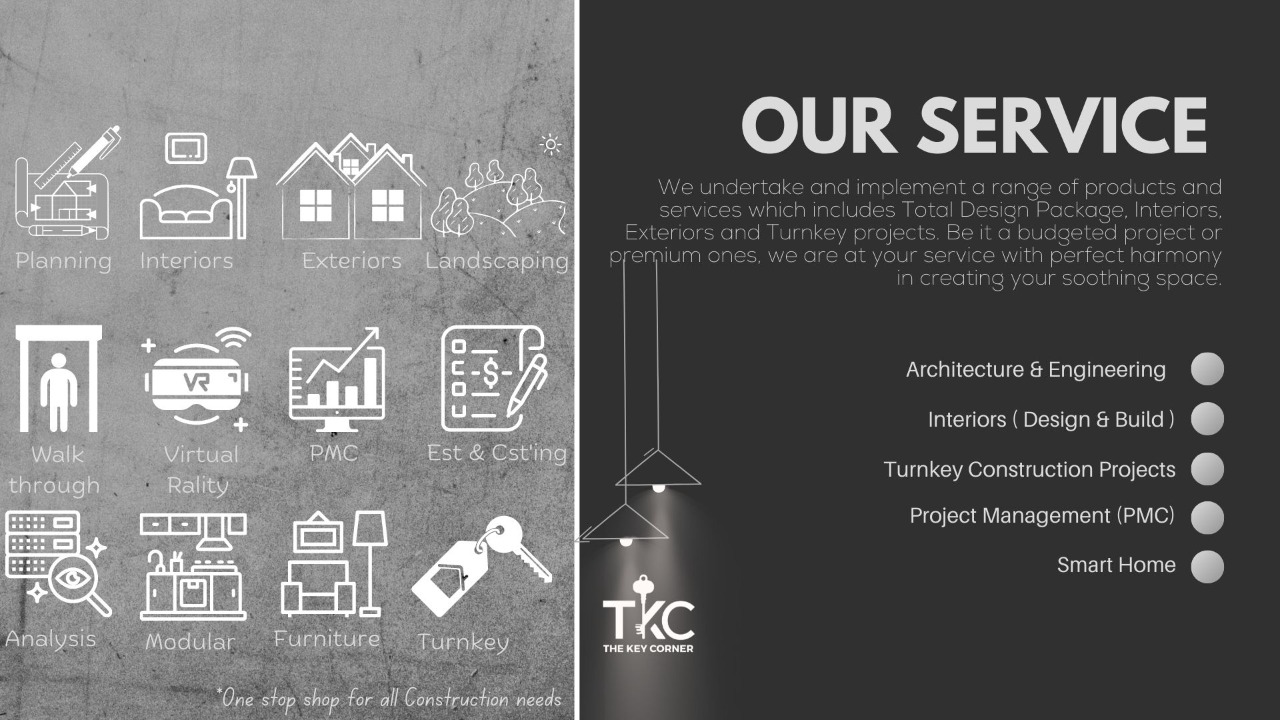 Planning
Interiors
Exteriors
Landscaping
Walk
through
VR
Virtual
Rality
PMC
-$-
Est & Cst'ing
Analysis
Modular
Furniture
Turnkey
*One stop shop for all Construction needs
OUR SERVICE
We undertake and implement a range of products and
services which includes Total Design Package, Interiors,
Exteriors and Turnkey projects. Be it a budgeted project or
premium ones, we are at your service with perfect harmony
in creating your soothing space.
Architecture & Engineering
Interiors ( Design & Build )
Turnkey Construction Projects
Project Management (PMC)
Smart Home
TKC
THE KEY CORNER